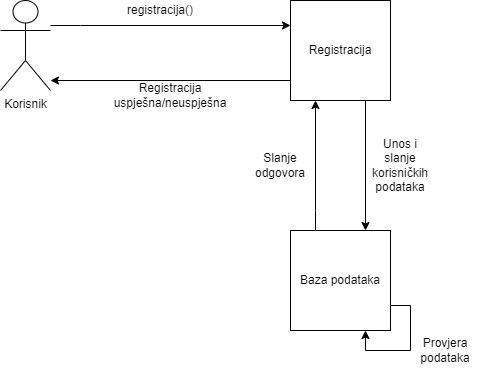 registracija()
Registracija
Registracija
uspješna/neuspješna
Korisnik
Slanje
odgovora
Unos i
slanje
korisničkih
podataka
Baza podataka
Provjera
podataka